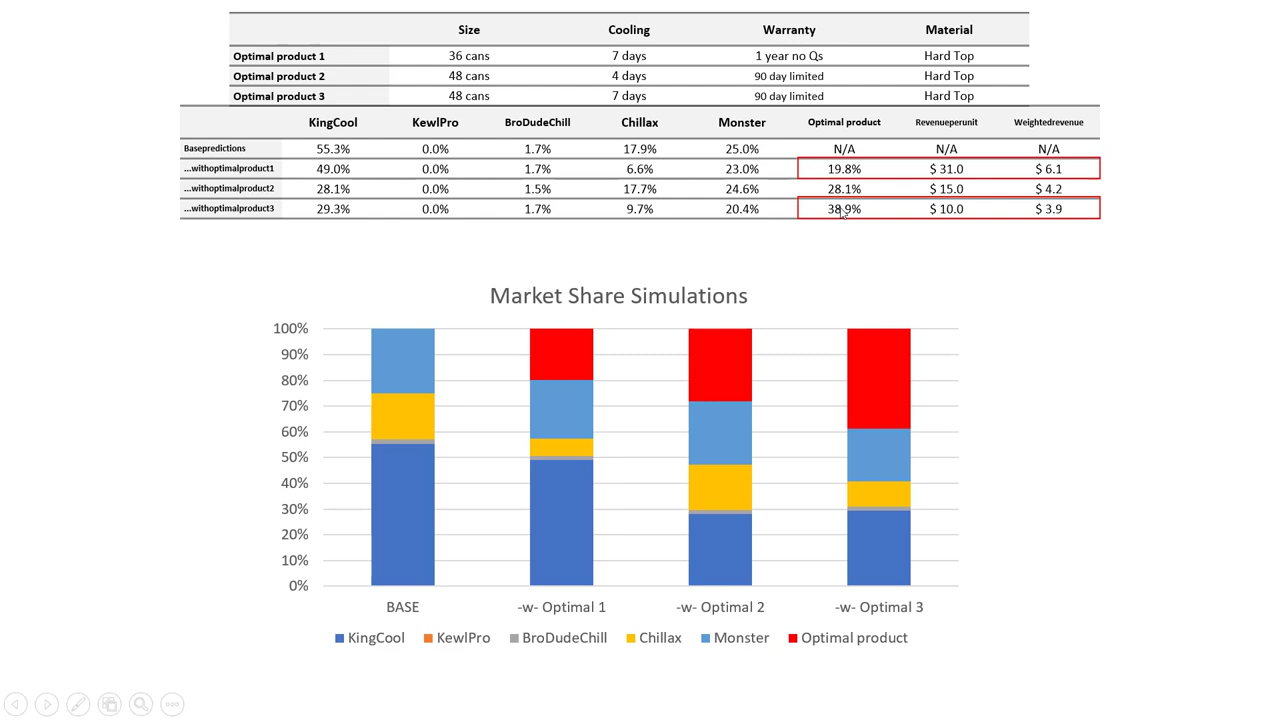 Size Cooling Warranty Material
Optimal product 1 36 cans 7 days 1 year no Qs Hard Top
Optimal product 2 48 cans 4 days 90 day limited Hard Top
Optimal product 3 48 cans 7 days 90 day limited Hard Top
KingCool KewlPro BroDudeChill Chillax Monster Optimal product Revenueperunit Weightedrevenue
Basepredictions 55.3% 0.0% 1.7% 17.9% 25.0% N/A N/A N/A
...withoptimalproduct1 49.0% 0.0% 1.7% 6.6% 23.0% 19.8% $ 31.0 $ 6.1
...withoptimalproduct2 28.1% 0.0% 1.5% 17.7% 24.6% 28.1% $ 15.0 $ 4.2
...withoptimalproduct3 29.3% 0.0% 1.7% 9.7% 20.4% 38.9% $ 10.0 $ 3.9
Market Share Simulations
100%
90%
80%
70%
60%
50%
40%
30%
20%
10%
0%
BASE -w- Optimal 1 -w- Optimal 2 -w- Optimal 3
KingCool KewlPro BroDudeChill Chillax Monster Optimal product